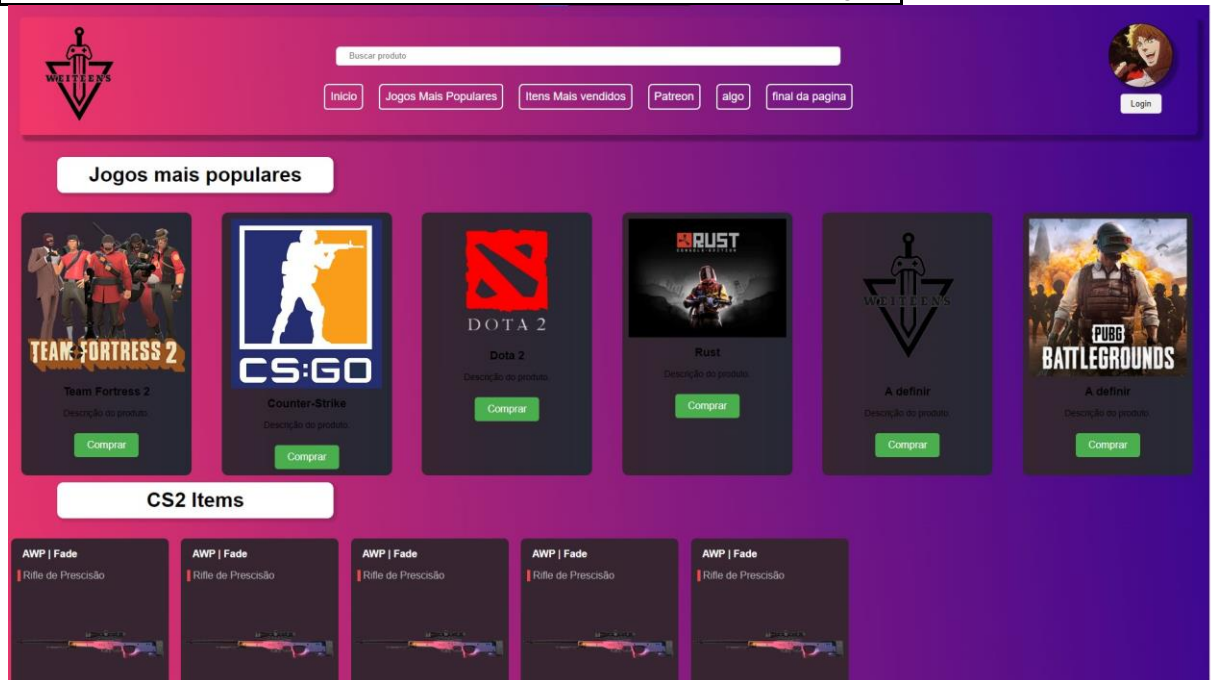 WEITEENS
Buscar produto
Inicio Jogos Mais Populares Itens Mais vendidos Patreon algo final da pagina
Login
Jogos mais populares
TEAM FORTRESS 2
Team Fortress 2
Descrição do produto.
Comprar
CS:GO
Counter-Strike
Descrição do produto.
Comprar
DOTA 2
Dota 2
Descrição do produto.
Comprar
RUST
CONSOLE EDITION
Rust
Descrição do produto.
Comprar
WEITEENS
A definir
Descrição do produto.
Comprar
PUBG
BATTLEGROUNDS
A definir
Descrição do produto.
Comprar
CS2 Items
AWP | Fade
Rifle de Prescisão
AWP | Fade
Rifle de Prescisão
AWP | Fade
Rifle de Prescisão
AWP | Fade
Rifle de Prescisão
AWP | Fade
Rifle de Prescisão